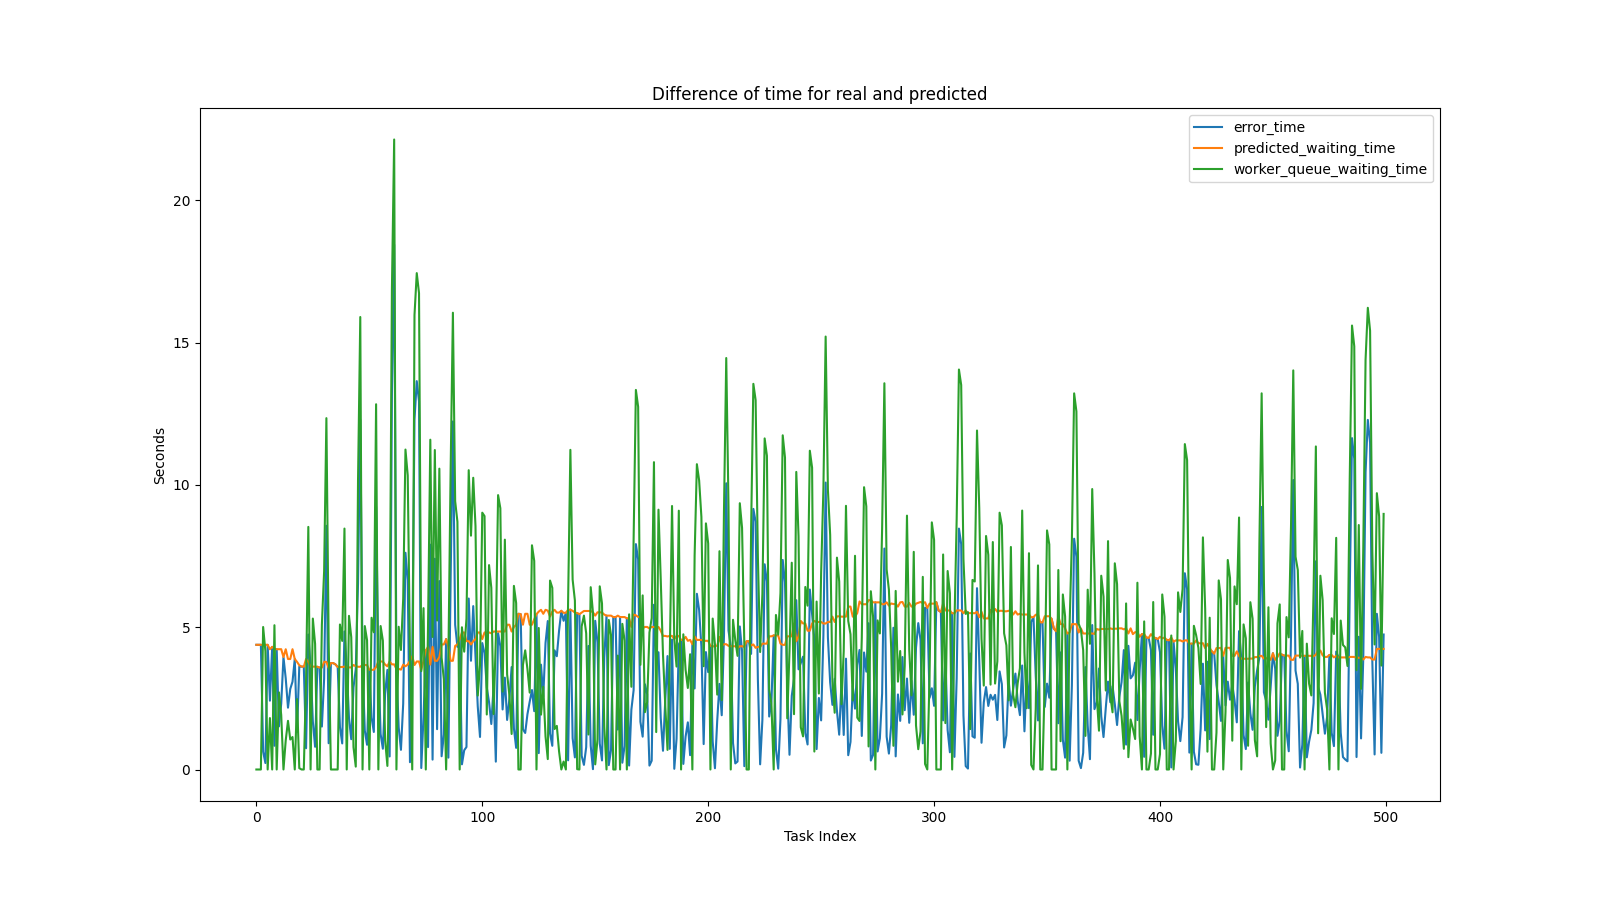 Difference of time for real and predicted
error_time
predicted_waiting_time
worker_queue_waiting_time
20
15
10
5
0
Seconds
0 100 200 300 400 500
Task Index